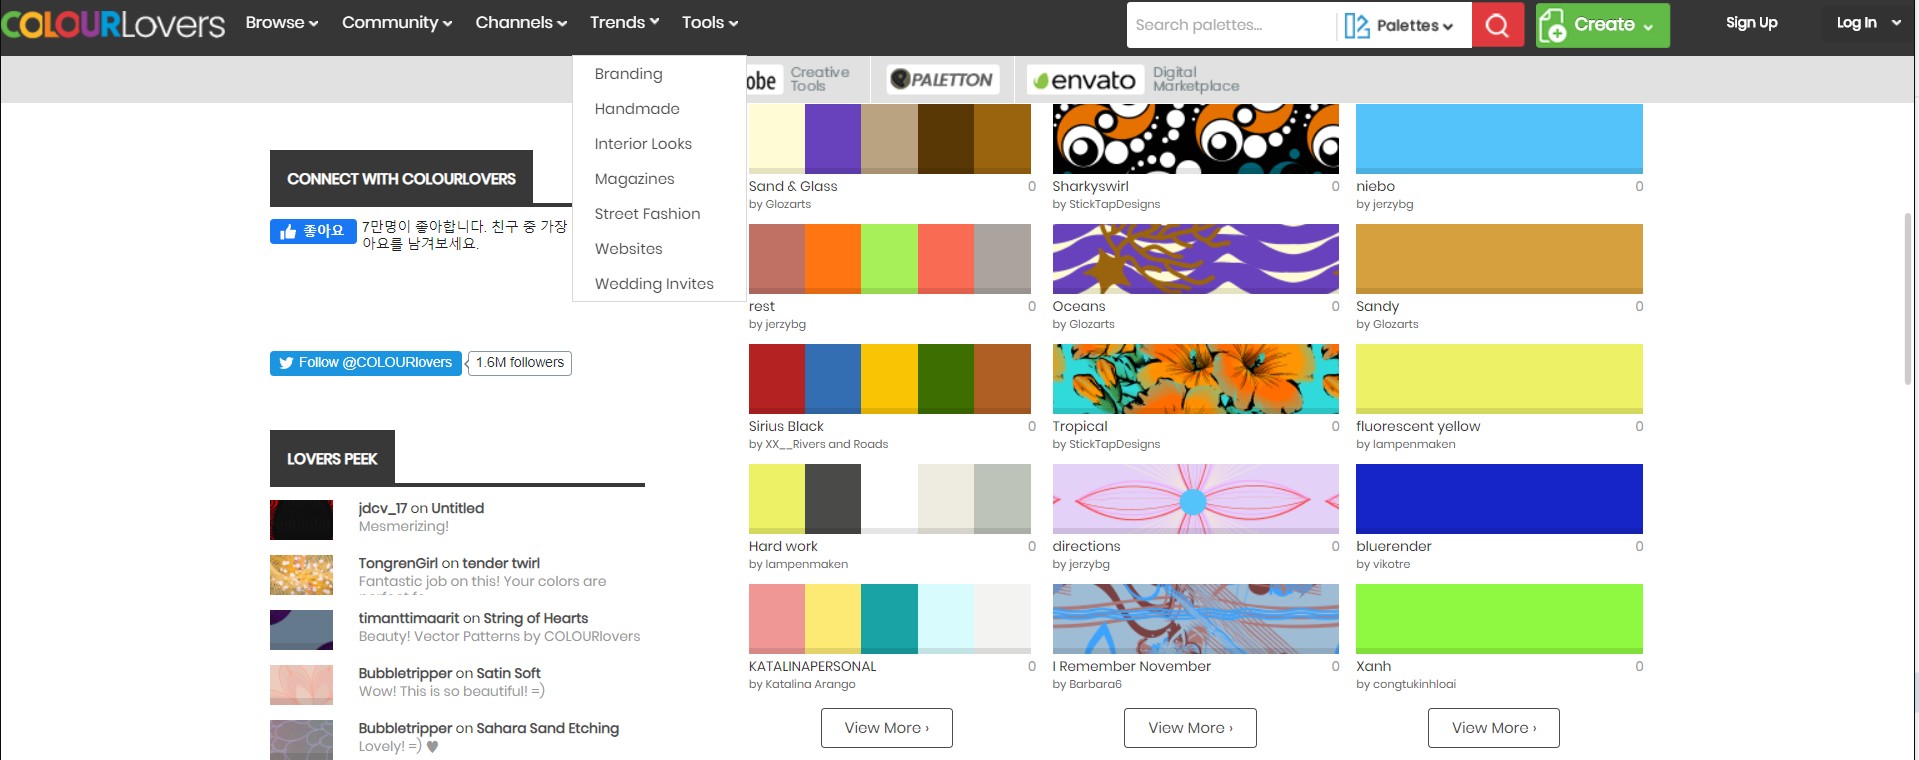 COLOURLovers
Browse
Community
Channels
Trends
Tools
Search palettes...
Palettes
Create
Sign Up
Log In
Branding
Handmade
Interior Looks
Magazines
Street Fashion
Websites
Wedding Invites
obe
Creative
Tools
PALETTON
envato
Digital
Marketplace
CONNECT WITH COLOURLOVERS
좋아요
7만명이 좋아합니다. 친구 중 가장
아요를 남겨보세요.
Follow @COLOURlovers
1.6M followers
LOVERS PEEK
jdcv_17 on Untitled
Mesmerizing!
TongrenGirl on tender twirl
Fantastic job on this! Your colors are
timanttimaarit on String of Hearts
Beauty! Vector Patterns by COLOURlovers
Bubbletripper on Satin Soft
Wow! This is so beautiful! =)
Bubbletripper on Sahara Sand Etching
Lovely! =) ♥
Sand & Glass 0
by Glozarts
rest 0
by jerzybg
Sirius Black 0
by XX__Rivers and Roads
Hard work 0
by lampenmaken
KATALINAPERSONAL 0
by Katalina Arango
View More ›
Sharkyswirl 0
by StickTapDesigns
Oceans 0
by Glozarts
Tropical 0
by StickTapDesigns
directions 0
by jerzybg
I Remember November 0
by Barbara6
View More ›
niebo 0
by jerzybg
Sandy 0
by Glozarts
fluorescent yellow 0
by lampenmaken
bluerender 0
by vikotre
Xanh 0
by congtukinhloai
View More ›